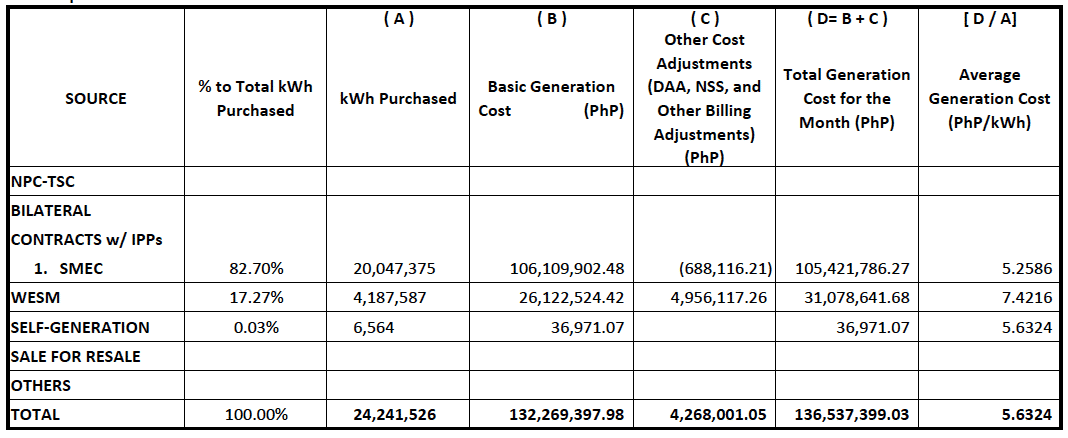 ( A ) ( B ) ( C ) ( D= B + C ) [ D / A]
SOURCE
% to Total kWh
Purchased
kWh Purchased
Basic Generation
Cost (PhP)
Other Cost
Adjustments
(DAA, NSS, and
Other Billing
Adjustments)
(PhP)
Total Generation
Cost for the
Month (PhP)
Average
Generation Cost
(PhP/kWh)
NPC-TSC
BILATERAL
CONTRACTS w/ IPPs
1. SMEC 82.70% 20,047,375 106,109,902.48 (688,116.21) 105,421,786.27 5.2586
WESM 17.27% 4,187,587 26,122,524.42 4,956,117.26 31,078,641.68 7.4216
SELF-GENERATION 0.03% 6,564 36,971.07 36,971.07 5.6324
SALE FOR RESALE
OTHERS
TOTAL 100.00% 24,241,526 132,269,397.98 4,268,001.05 136,537,399.03 5.6324